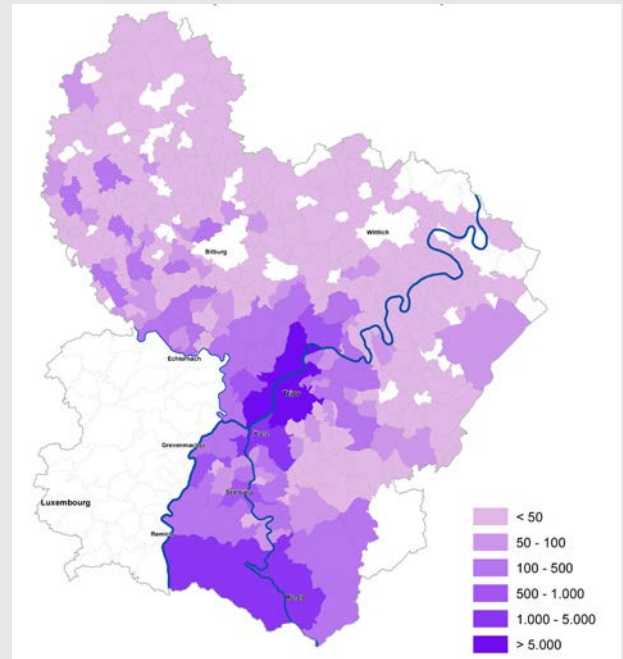 Wittlich
Bitburg
Echternach
Trier
Konz
Grevenmacher
Saarburg
Luxembourg
Remich
< 50
50 - 100
100 - 500
500 - 1.000
1.000 - 5.000
> 5.000